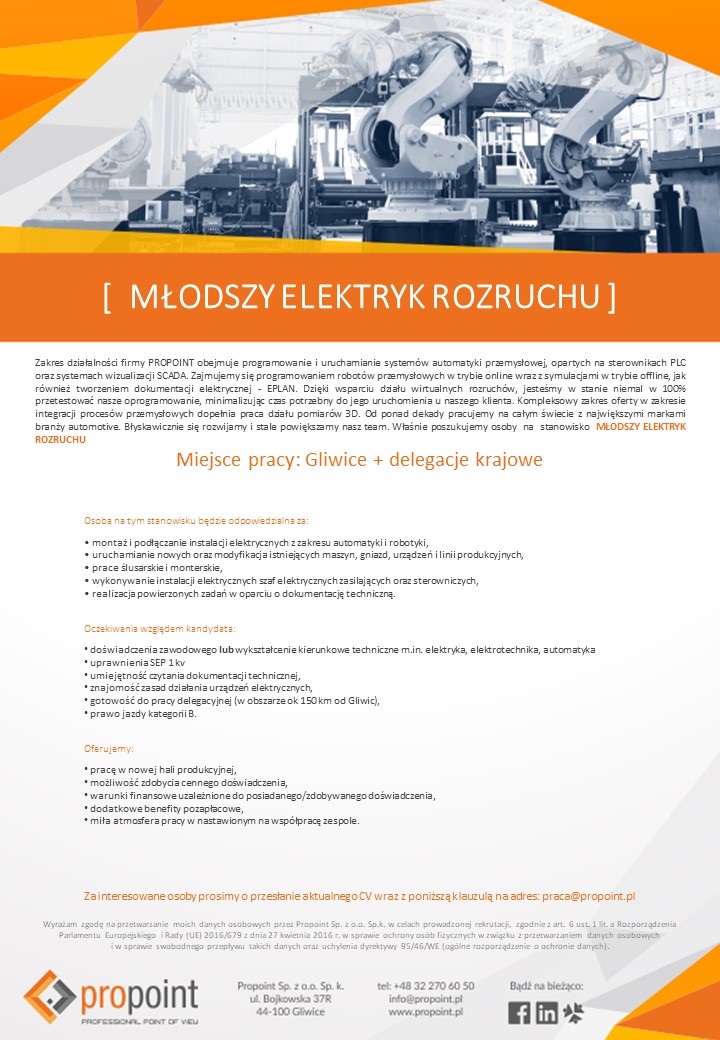 [ MŁODSZY ELEKTRYK ROZRUCHU ]
Zakres działalności firmy PROPOINT obejmuje programowanie i uruchamianie systemów automatyki przemysłowej, opartych na sterownikach PLC
oraz systemach wizualizacji SCADA. Zajmujemy się programowaniem robotów przemysłowych w trybie online wraz z symulacjami w trybie offline, jak
również tworzeniem dokumentacji elektrycznej - EPLAN. Dzięki wsparciu działu wirtualnych rozruchów, jesteśmy w stanie niemal w 100%
przetestować nasze oprogramowanie, minimalizując czas potrzebny do jego uruchomienia u naszego klienta. Kompleksowy zakres oferty w zakresie
integracji procesów przemysłowych dopełnia praca działu pomiarów 3D. Od ponad dekady pracujemy na całym świecie z największymi markami
branży automotive. Błyskawicznie się rozwijamy i stale powiększamy nasz team. Właśnie poszukujemy osoby na stanowisko MŁODSZY ELEKTRYK
ROZRUCHU
Miejsce pracy: Gliwice + delegacje krajowe
Osoba na tym stanowisku będzie odpowiedzialna za:
• montaż i podłączanie instalacji elektrycznych z zakresu automatyki i robotyki,
• uruchamianie nowych oraz modyfikacja istniejących maszyn, gniazd, urządzeń i linii produkcyjnych,
• prace ślusarskie i monterskie,
• wykonywanie instalacji elektrycznych szaf elektrycznych zasilających oraz sterowniczych,
• realizacja powierzonych zadań w oparciu o dokumentację techniczną.
Oczekiwania względem kandydata:
• doświadczenia zawodowego lub wykształcenie kierunkowe techniczne m.in. elektryka, elektrotechnika, automatyka
• uprawnienia SEP 1 kv
• umiejętność czytania dokumentacji technicznej,
• znajomość zasad działania urządzeń elektrycznych,
• gotowość do pracy delegacyjnej (w obszarze ok 150 km od Gliwic),
• prawo jazdy kategorii B.
Oferujemy:
• pracę w nowej hali produkcyjnej,
• możliwość zdobycia cennego doświadczenia,
• warunki finansowe uzależnione do posiadanego/zdobywanego doświadczenia,
• dodatkowe benefity pozapłacowe,
• miła atmosfera pracy w nastawionym na współpracę zespole.
Zainteresowane osoby prosimy o przesłanie aktualnego CV wraz z poniższą klauzulą na adres: praca@propoint.pl
Wyrażam zgodę na przetwarzanie moich danych osobowych przez Propoint Sp. z o.o. Sp.k. w celach prowadzonej rekrutacji, zgodnie z art. 6 ust. 1 lit. a Rozporządzenia
Parlamentu Europejskiego i Rady (UE) 2016/679 z dnia 27 kwietnia 2016 r. w sprawie ochrony osób fizycznych w związku z przetwarzaniem danych osobowych
i w sprawie swobodnego przepływu takich danych oraz uchylenia dyrektywy 95/46/WE (ogólne rozporządzenie o ochronie danych).
propoint
PROFESSIONAL POINT OF VIEW
Propoint Sp. z o.o. Sp. k.
ul. Bojkowska 37R
44-100 Gliwice
tel: +48 32 270 60 50
info@propoint.pl
www.propoint.pl
Bądź na bieżąco: